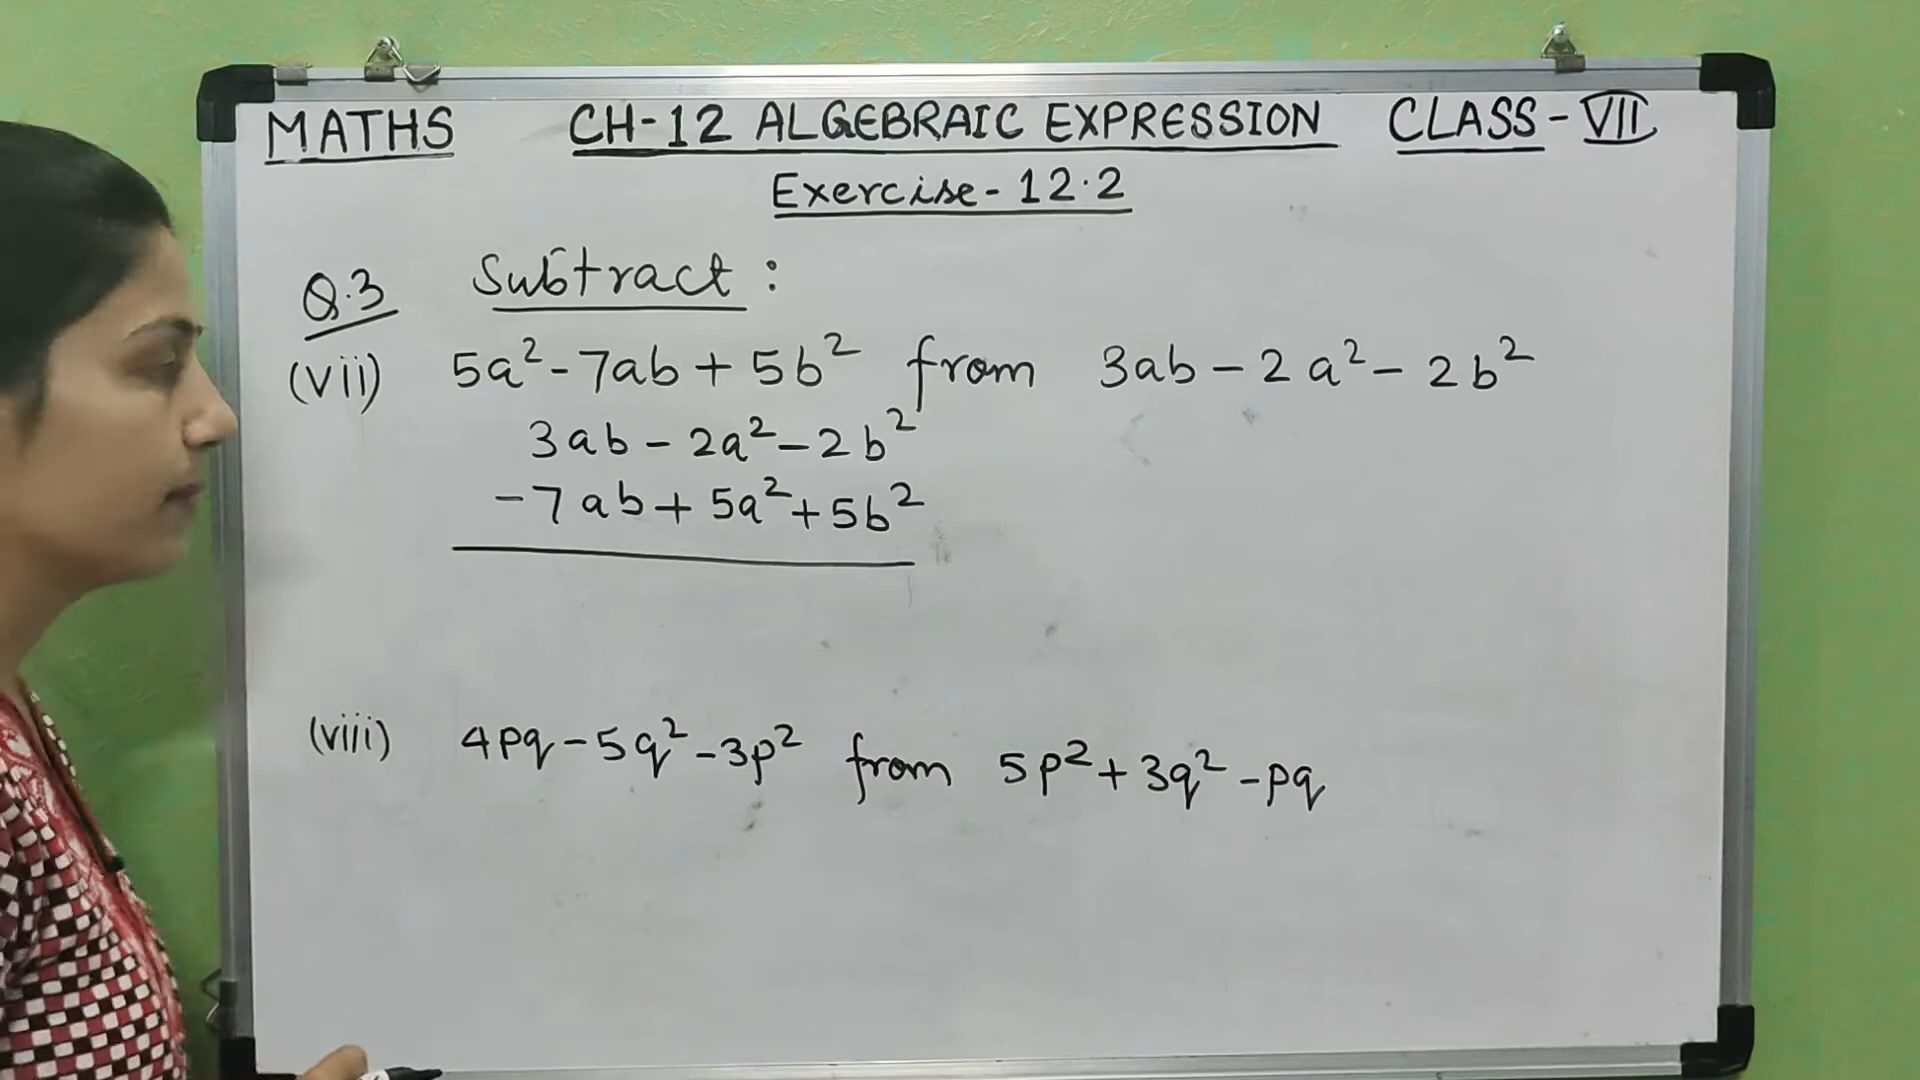 MATHS CH-12 ALGEBRAIC EXPRESSION CLASS-VII
Exercise-12.2
Q.3 Subtract:
(vii) 5a²-7ab+5b² from 3ab-2a²-2b²
3ab-2a²-2b²
-7ab+5a²+5b²
(viii) 4pq-5q²-3p² from 5p²+3q²-pq